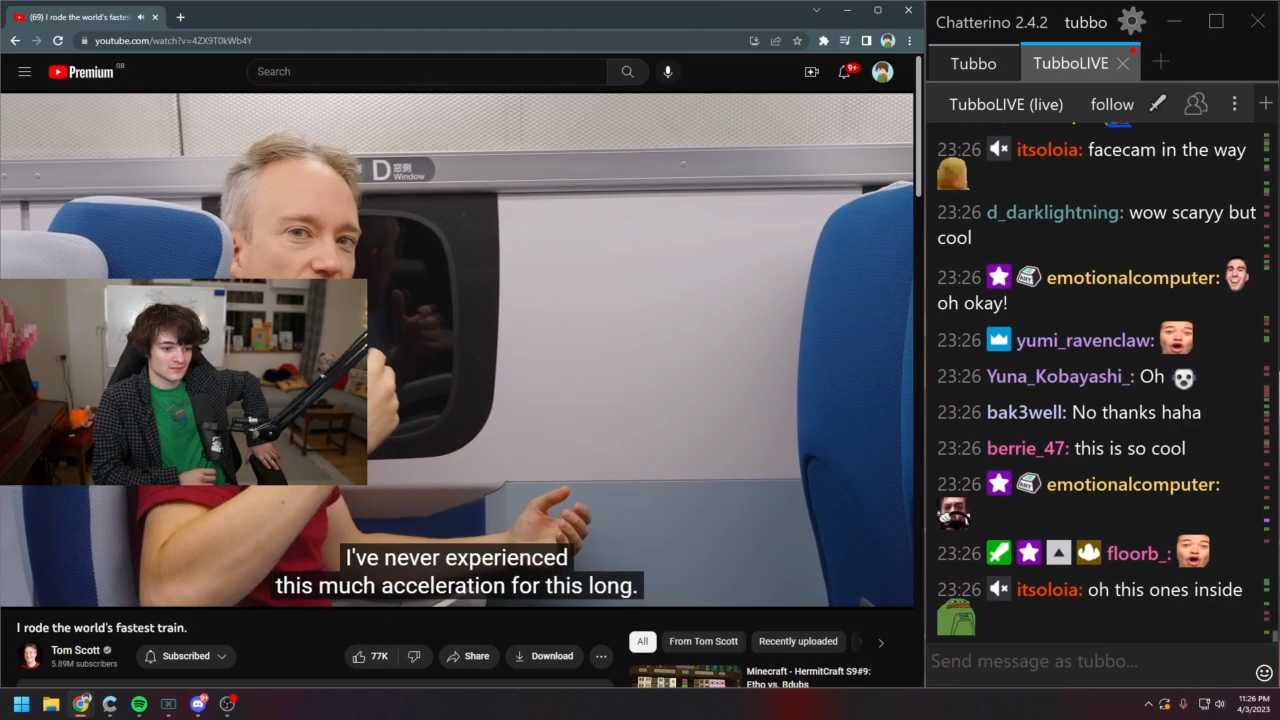 (69) I rode the world's fastes
youtube.com/watch?v=4ZX9T0kWb4Y
Premium GB
Search
9+
D 窓側
Window
I've never experienced
this much acceleration for this long.
I rode the world's fastest train.
Tom Scott
5.89M subscribers
Subscribed
77K
Share
Download
All
From Tom Scott
Recently uploaded
Minecraft - HermitCraft S9#9:
Etho vs. Bdubs
Chatterino 2.4.2
tubbo
Tubbo
TubboLIVE
TubboLIVE (live)
follow
23:26 itsoloia: facecam in the way
23:26 d_darklightning: wow scaryy but
cool
23:26 emotionalcomputer:
oh okay!
23:26 yumi_ravenclaw:
23:26 Yuna_Kobayashi_: Oh
23:26 bak3well: No thanks haha
23:26 berrie_47: this is so cool
23:26 emotionalcomputer:
23:26 floorb_:
23:26 itsoloia: oh this ones inside
Send message as tubbo...
11:26 PM
4/3/2023